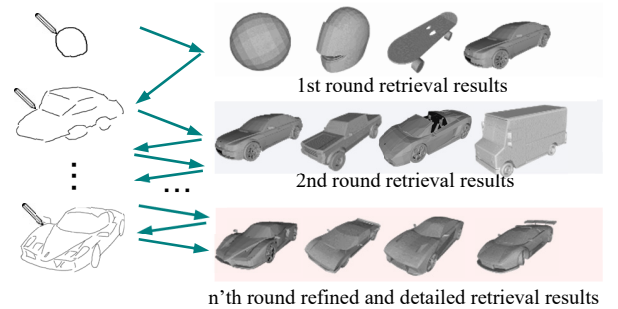 1st round retrieval results
2nd round retrieval results
n'th round refined and detailed retrieval results